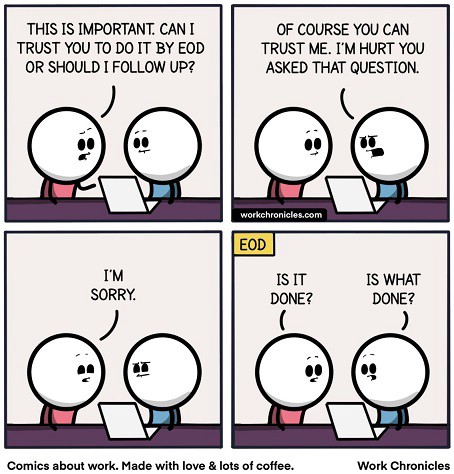 THIS IS IMPORTANT. CAN I
TRUST YOU TO DO IT BY EOD
OR SHOULD I FOLLOW UP?
OF COURSE YOU CAN
TRUST ME. I'M HURT YOU
ASKED THAT QUESTION.
workchronicles.com
I'M
SORRY.
EOD
IS IT
DONE?
IS WHAT
DONE?
Comics about work. Made with love & lots of coffee.
Work Chronicles